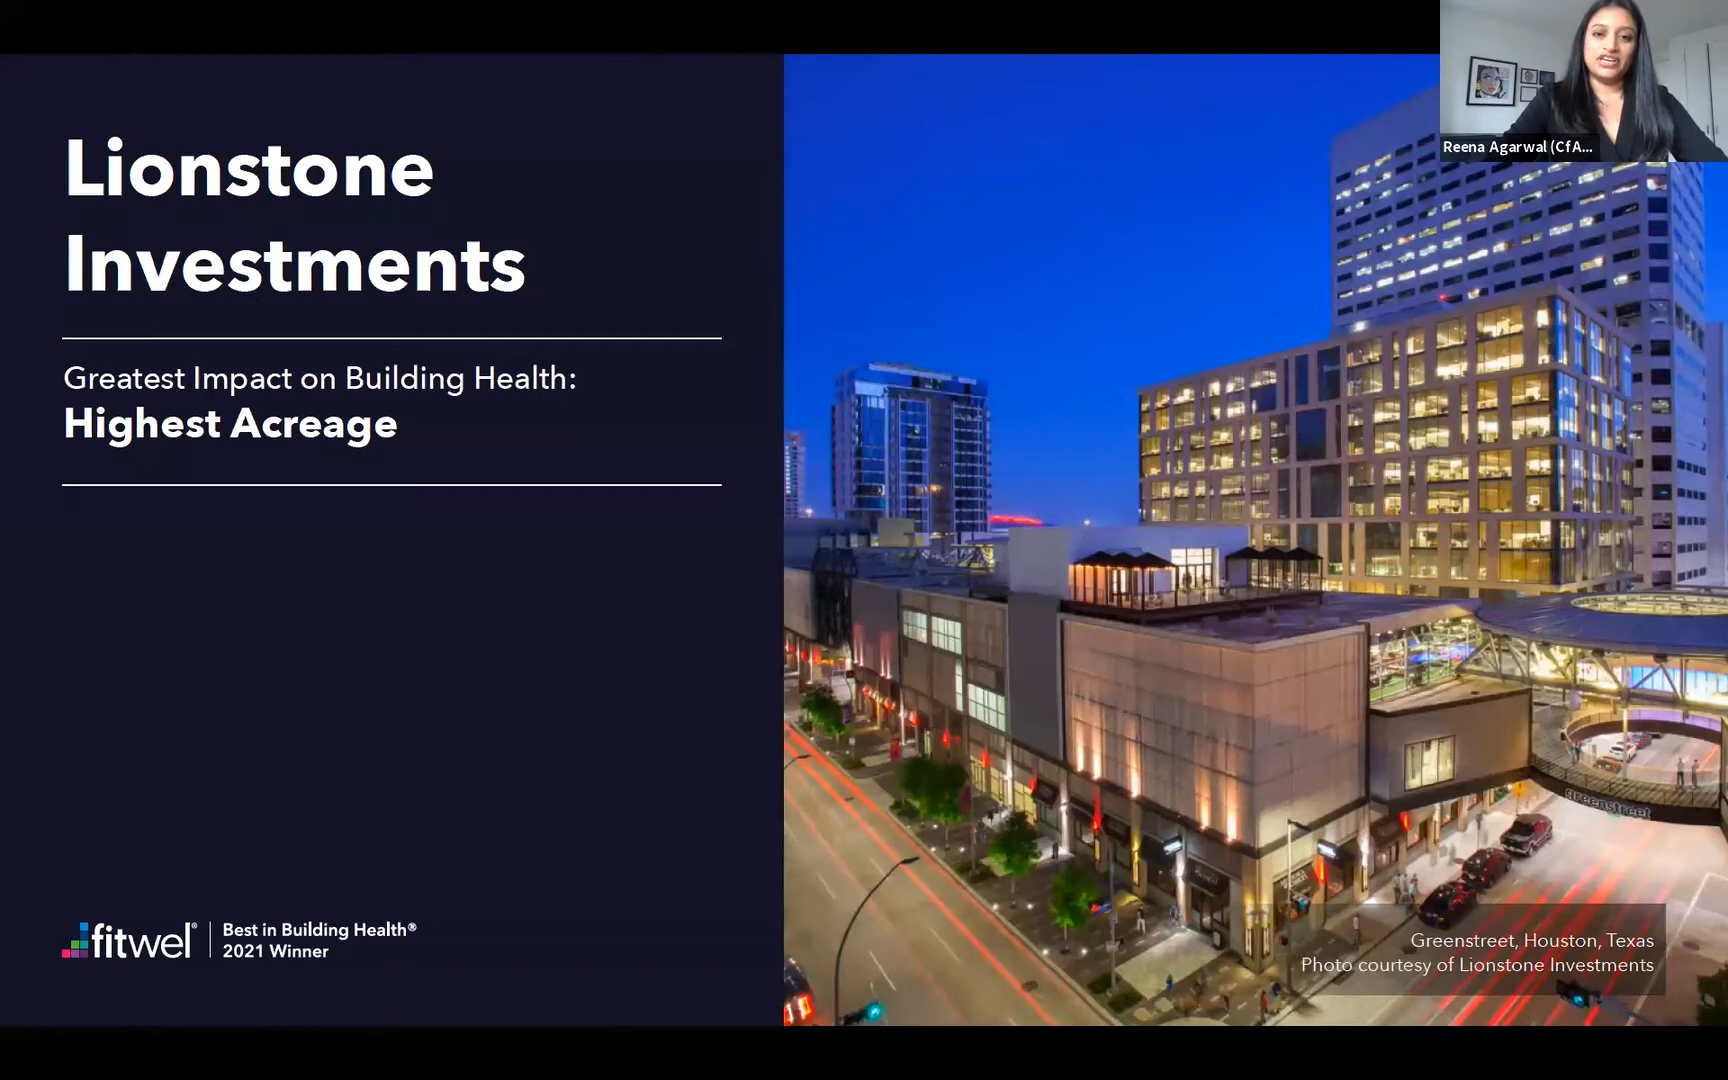 Lionstone
Investments
Greatest Impact on Building Health:
Highest Acreage
fitwel®
Best in Building Health®
2021 Winner
Reena Agarwal (CfA...
greenstreet
Greenstreet, Houston, Texas
Photo courtesy of Lionstone Investments